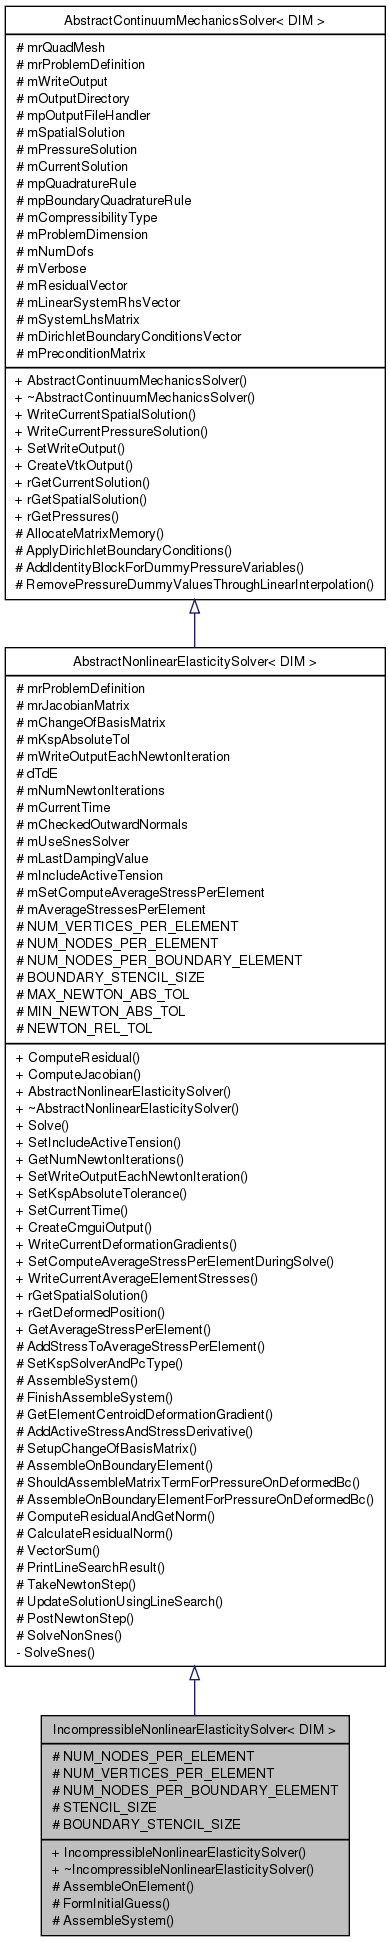 AbstractContinuumMechanicsSolver< DIM >
# mrQuadMesh
# mrProblemDefinition
# mWriteOutput
# mOutputDirectory
# mpOutputFileHandler
# mSpatialSolution
# mPressureSolution
# mCurrentSolution
# mpQuadratureRule
# mpBoundaryQuadratureRule
# mCompressibilityType
# mProblemDimension
# mNumDofs
# mVerbose
# mResidualVector
# mLinearSystemRhsVector
# mSystemLhsMatrix
# mDirichletBoundaryConditionsVector
# mPreconditionMatrix
+ AbstractContinuumMechanicsSolver()
+ ~AbstractContinuumMechanicsSolver()
+ WriteCurrentSpatialSolution()
+ WriteCurrentPressureSolution()
+ SetWriteOutput()
+ CreateVtkOutput()
+ rGetCurrentSolution()
+ rGetSpatialSolution()
+ rGetPressures()
# AllocateMatrixMemory()
# ApplyDirichletBoundaryConditions()
# AddIdentityBlockForDummyPressureVariables()
# RemovePressureDummyValuesThroughLinearInterpolation()
AbstractNonlinearElasticitySolver< DIM >
# mrProblemDefinition
# mrJacobianMatrix
# mChangeOfBasisMatrix
# mKspAbsoluteTol
# mWriteOutputEachNewtonIteration
# dTdE
# mNumNewtonIterations
# mCurrentTime
# mCheckedOutwardNormals
# mUseSnesSolver
# mLastDampingValue
# mIncludeActiveTension
# mSetComputeAverageStressPerElement
# mAverageStressesPerElement
# NUM_VERTICES_PER_ELEMENT
# NUM_NODES_PER_ELEMENT
# NUM_NODES_PER_BOUNDARY_ELEMENT
# BOUNDARY_STENCIL_SIZE
# MAX_NEWTON_ABS_TOL
# MIN_NEWTON_ABS_TOL
# NEWTON_REL_TOL
+ ComputeResidual()
+ ComputeJacobian()
+ AbstractNonlinearElasticitySolver()
+ ~AbstractNonlinearElasticitySolver()
+ Solve()
+ SetIncludeActiveTension()
+ GetNumNewtonIterations()
+ SetWriteOutputEachNewtonIteration()
+ SetKspAbsoluteTolerance()
+ SetCurrentTime()
+ CreateCmguiOutput()
+ WriteCurrentDeformationGradients()
+ SetComputeAverageStressPerElementDuringSolve()
+ WriteCurrentAverageElementStresses()
+ rGetSpatialSolution()
+ rGetDeformedPosition()
+ GetAverageStressPerElement()
# AddStressToAverageStressPerElement()
# SetKspSolverAndPcType()
# AssembleSystem()
# FinishAssembleSystem()
# GetElementCentroidDeformationGradient()
# AddActiveStressAndStressDerivative()
# SetupChangeOfBasisMatrix()
# AssembleOnBoundaryElement()
# ShouldAssembleMatrixTermForPressureOnDeformedBc()
# AssembleOnBoundaryElementForPressureOnDeformedBc()
# ComputeResidualAndGetNorm()
# CalculateResidualNorm()
# VectorSum()
# PrintLineSearchResult()
# TakeNewtonStep()
# UpdateSolutionUsingLineSearch()
# PostNewtonStep()
# SolveNonSnes()
- SolveSnes()
IncompressibleNonlinearElasticitySolver< DIM >
# NUM_NODES_PER_ELEMENT
# NUM_VERTICES_PER_ELEMENT
# NUM_NODES_PER_BOUNDARY_ELEMENT
# STENCIL_SIZE
# BOUNDARY_STENCIL_SIZE
+ IncompressibleNonlinearElasticitySolver()
+ ~IncompressibleNonlinearElasticitySolver()
# AssembleOnElement()
# FormInitialGuess()
# AssembleSystem()